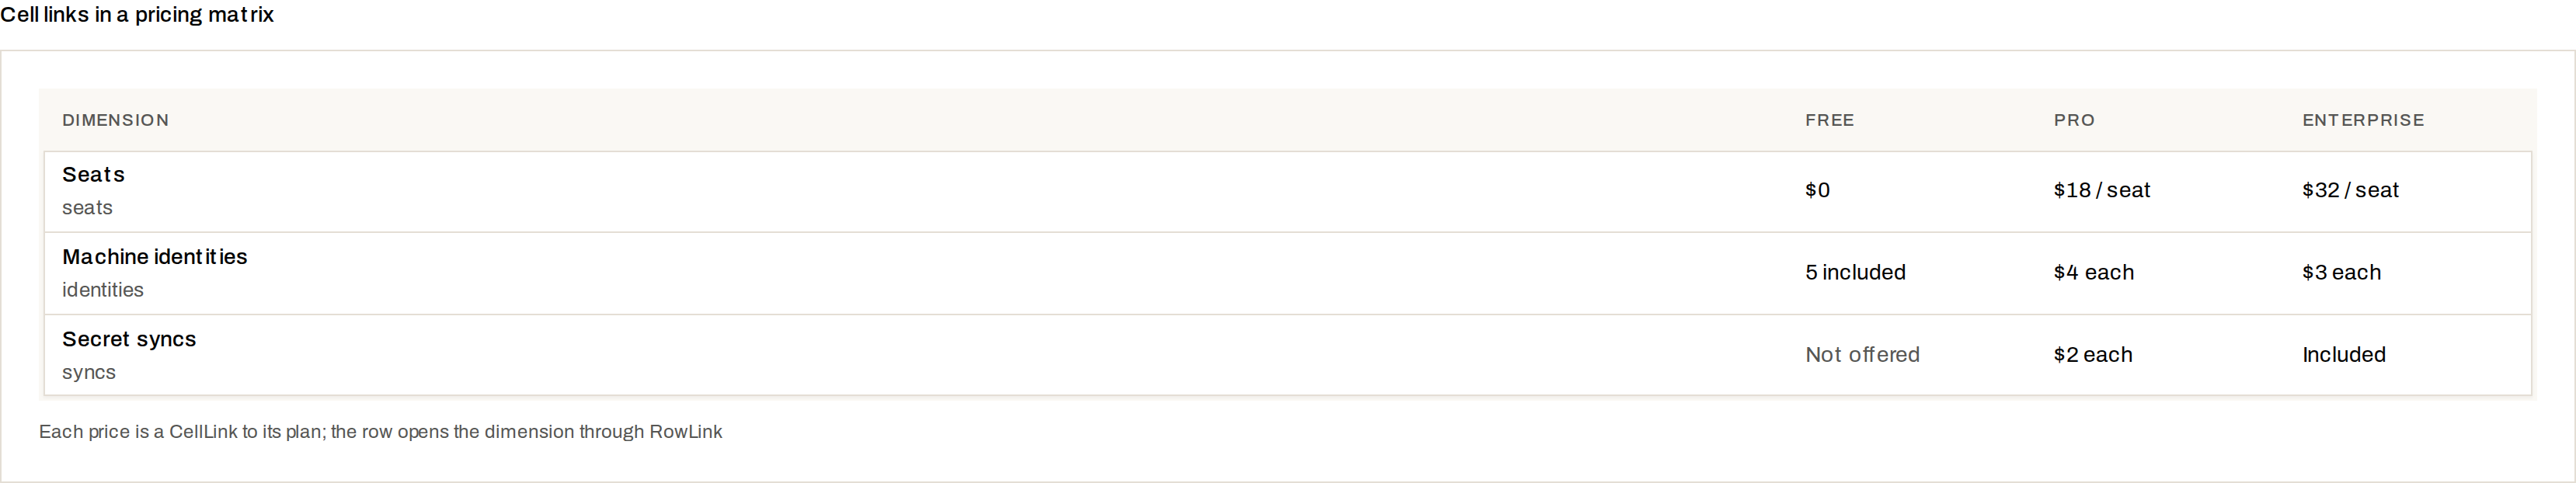 Cell links in a pricing matrix
DIMENSION FREE PRO ENTERPRISE
Seats
seats
$0 $18 / seat $32 / seat
Machine identities
identities
5 included $4 each $3 each
Secret syncs
syncs
Not offered $2 each Included
Each price is a CellLink to its plan; the row opens the dimension through RowLink